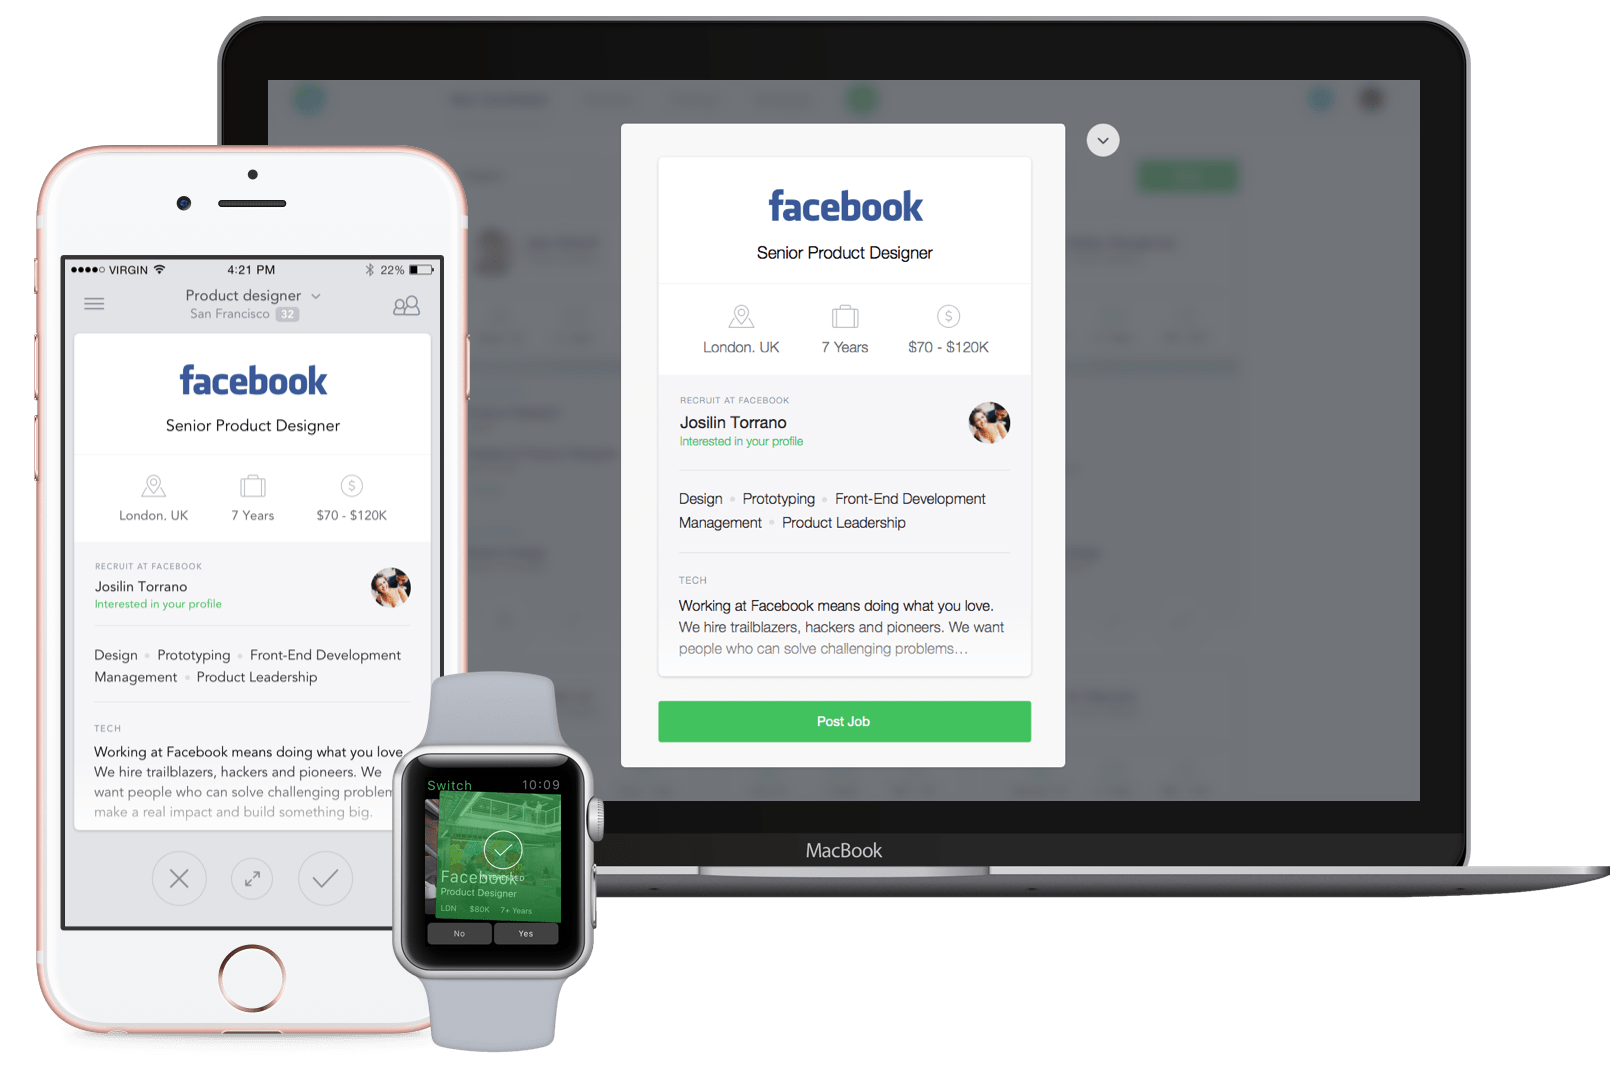 VIRGIN 4:21 PM 22%
Product designer
San Francisco 32
facebook
Senior Product Designer
London. UK 7 Years $70 - $120K
RECRUIT AT FACEBOOK
Josilin Torrano
Interested in your profile
Design Prototyping Front-End Development
Management Product Leadership
TECH
Working at Facebook means doing what you love
We hire trailblazers, hackers and pioneers. We
want people who can solve challenging problem
make a real impact and build something big.
Switch 10:09
Facebook
INTERESTED
Product Designer
LDN $80K 7+ Years
No Yes
facebook
Senior Product Designer
London. UK 7 Years $70 - $120K
RECRUIT AT FACEBOOK
Josilin Torrano
Interested in your profile
Design Prototyping Front-End Development
Management Product Leadership
TECH
Working at Facebook means doing what you love.
We hire trailblazers, hackers and pioneers. We want
people who can solve challenging problems…
Post Job
MacBook